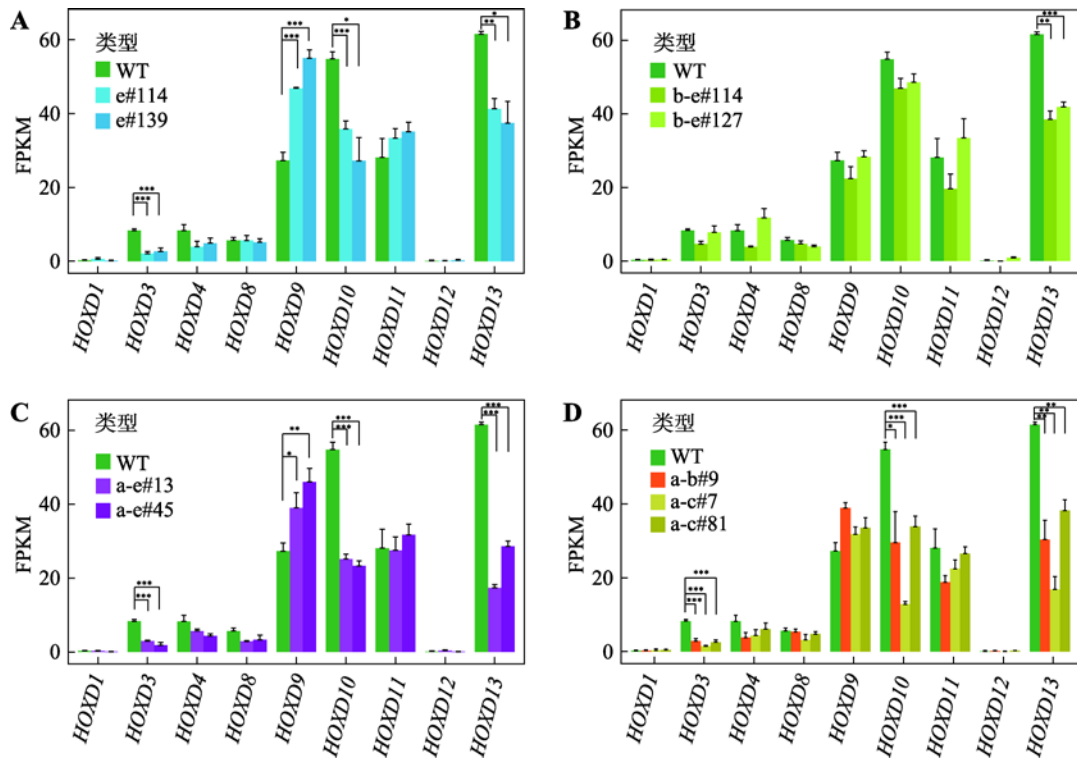 A
类型
WT
e#114
e#139
FPKM
60
40
20
0
***
***
***
***
*
***
*
**
HOXD1
HOXD3
HOXD4
HOXD8
HOXD9
HOXD10
HOXD11
HOXD12
HOXD13
B
类型
WT
b-e#114
b-e#127
FPKM
60
40
20
0
***
**
HOXD1
HOXD3
HOXD4
HOXD8
HOXD9
HOXD10
HOXD11
HOXD12
HOXD13
C
类型
WT
a-e#13
a-e#45
FPKM
60
40
20
0
***
***
**
*
***
***
***
***
HOXD1
HOXD3
HOXD4
HOXD8
HOXD9
HOXD10
HOXD11
HOXD12
HOXD13
D
类型
WT
a-b#9
a-c#7
a-c#81
FPKM
60
40
20
0
***
***
***
***
***
*
**
**
**
HOXD1
HOXD3
HOXD4
HOXD8
HOXD9
HOXD10
HOXD11
HOXD12
HOXD13